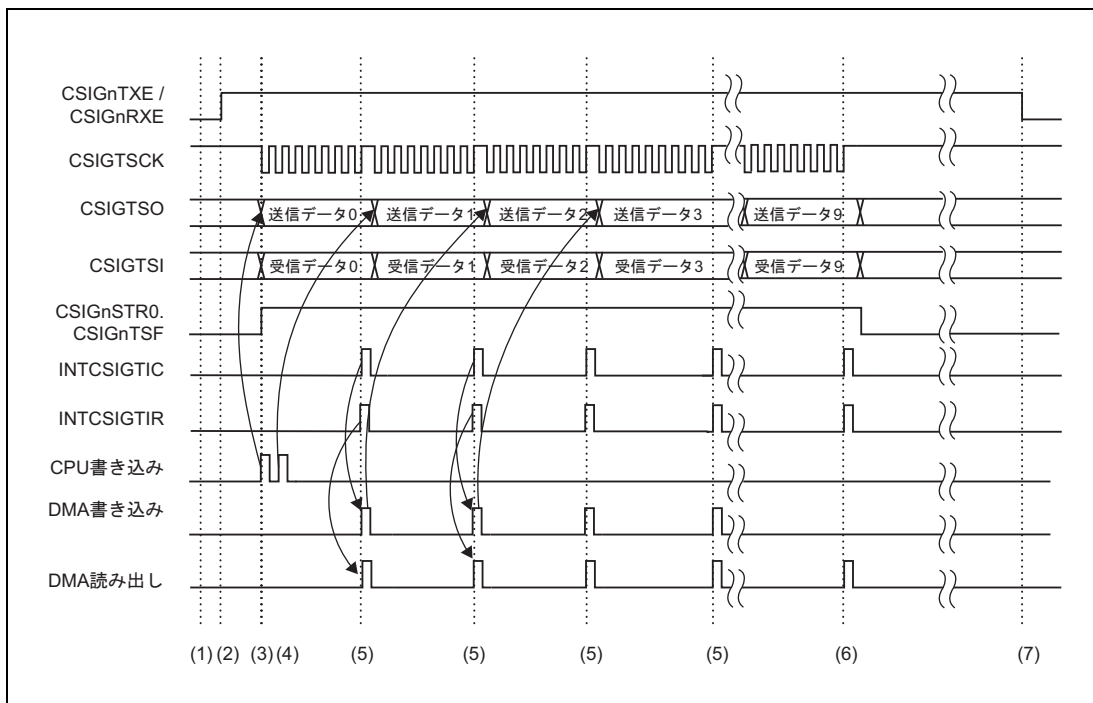 CSIGnTXE /
CSIGnRXE
CSIGTSCK
CSIGTSO
送信データ0
送信データ1
送信データ2
送信データ3
送信データ9
CSIGTSI
受信データ0
受信データ1
受信データ2
受信データ3
受信データ9
CSIGnSTR0.
CSIGnTSF
INTCSIGTIC
INTCSIGTIR
CPU書き込み
DMA書き込み
DMA読み出し
(1) (2) (3) (4) (5) (5) (5) (5) (6) (7)